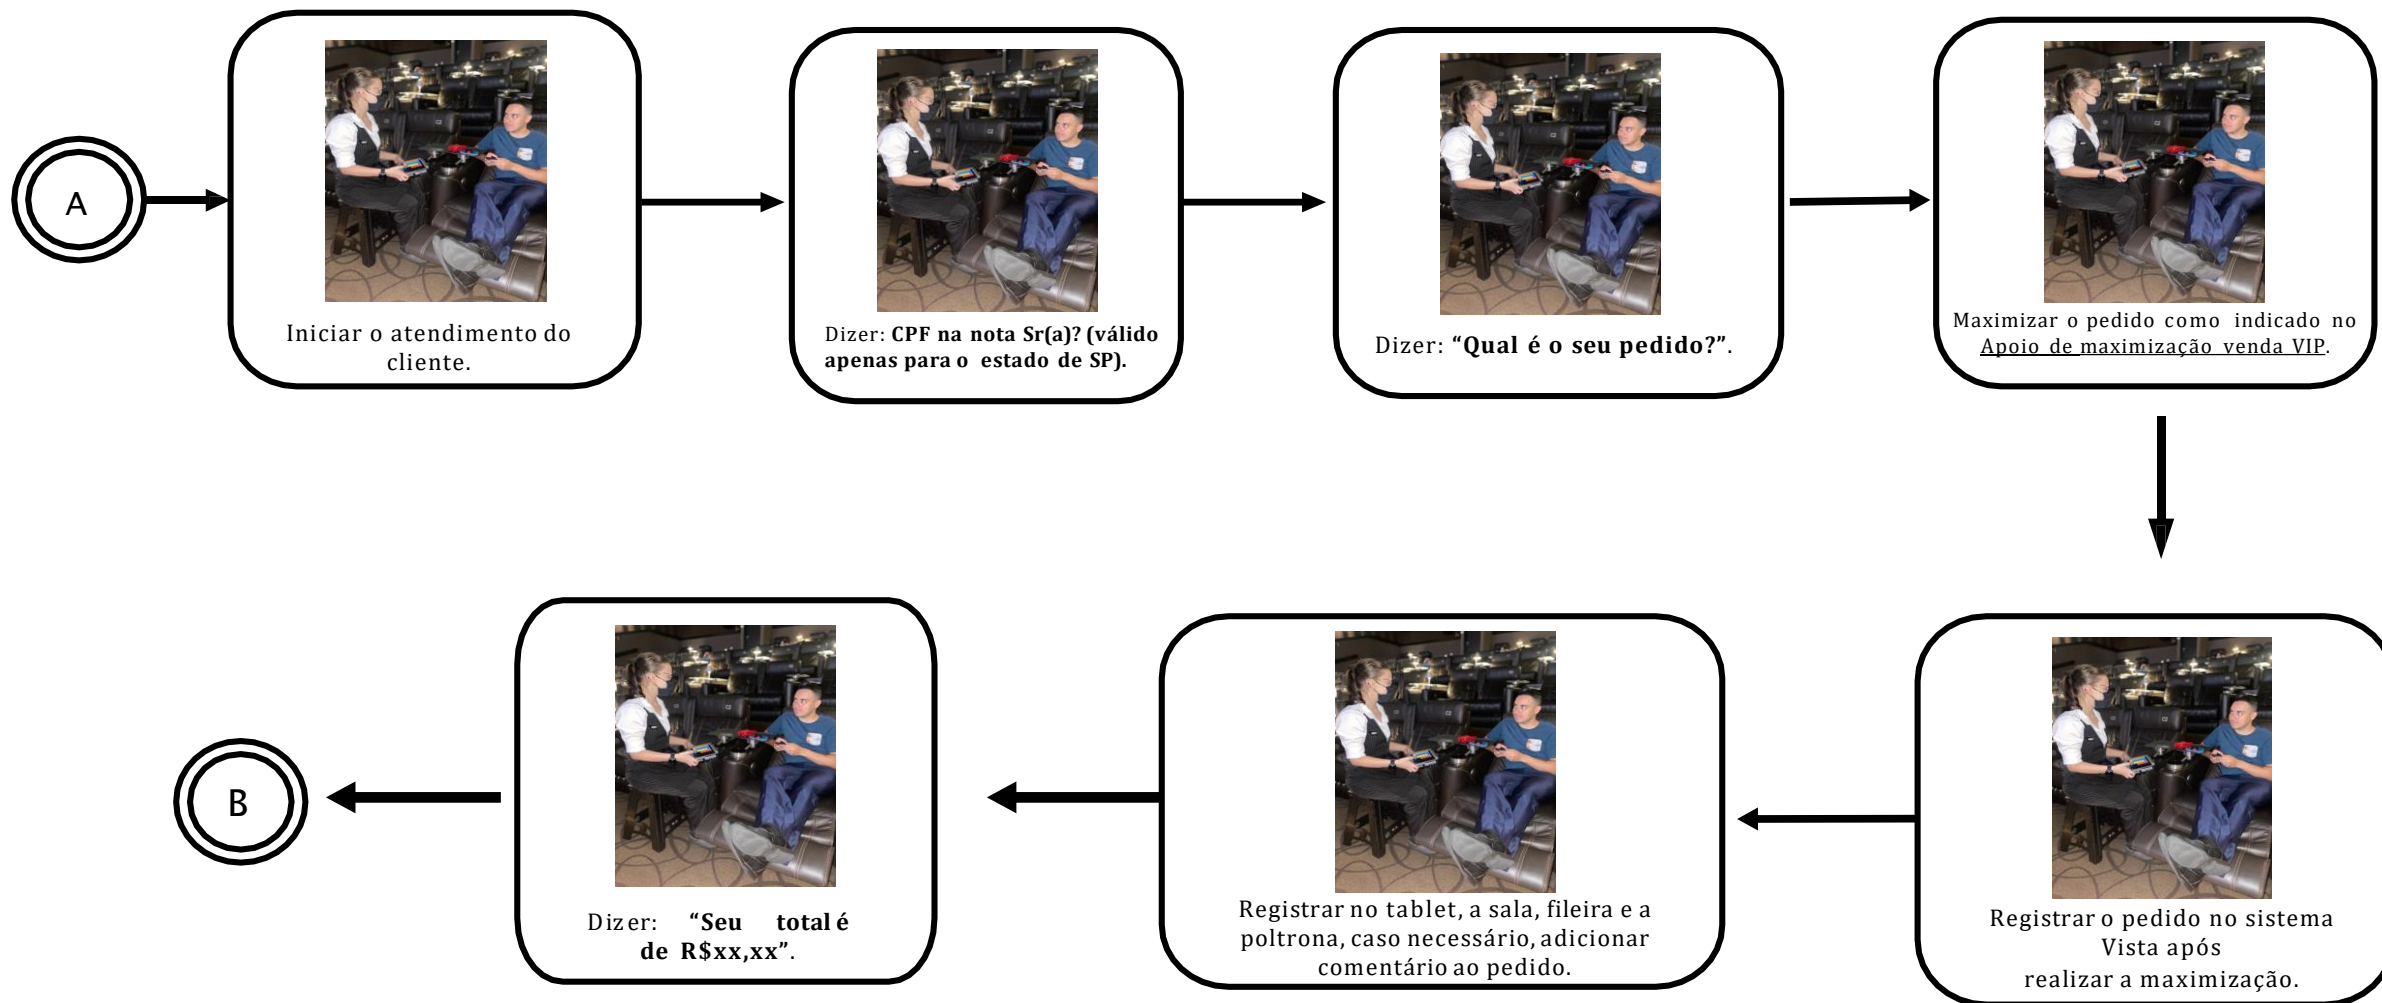 A
Iniciar o atendimento do
cliente.
Dizer: CPF na nota Sr(a)? (válido
apenas para o estado de SP).
Dizer: “Qual é o seu pedido?”.
Maximizar o pedido como indicado no
Apoio de maximização venda VIP.
Registrar o pedido no sistema
Vista após
realizar a maximização.
Registrar no tablet, a sala, fileira e a
poltrona, caso necessário, adicionar
comentário ao pedido.
Dizer: “Seu total é
de R$xx,xx”.
B